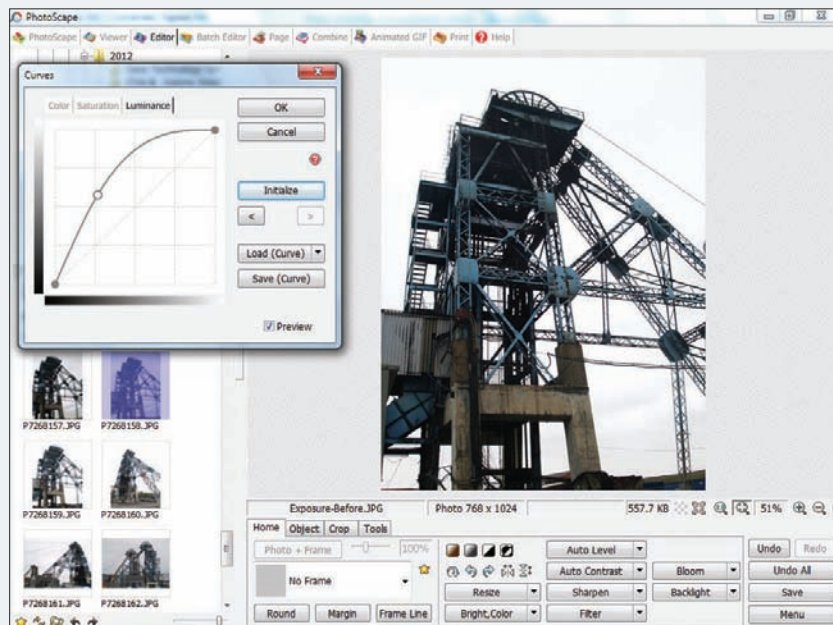 PhotoScape
PhotoScape Viewer Editor Batch Editor Page Combine Animated GIF Print Help
2012
Curves
Color Saturation Luminance
OK
Cancel
Initialize
<
>
Load (Curve)
Save (Curve)
Preview
P7268157.JPG P7268158.JPG
P7268159.JPG P7268160.JPG
P7268161.JPG P7268162.JPG
Exposure-Before.JPG Photo 768 x 1024 557.7 KB 51%
Home Object Crop Tools
Photo + Frame 100%
No Frame
Round Margin Frame Line
Auto Level
Auto Contrast Bloom
Resize Sharpen Backlight
Bright,Color Filter
Undo Redo
Undo All
Save
Menu